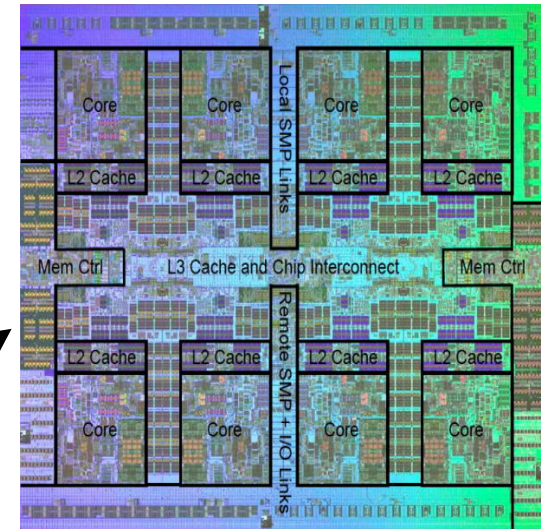 Core Core Core Core
Local SMP Links
L2 Cache L2 Cache L2 Cache L2 Cache
Mem Ctrl L3 Cache and Chip Interconnect Mem Ctrl
L2 Cache L2 Cache L2 Cache L2 Cache
Remote SMP + I/O Links
Core Core Core Core